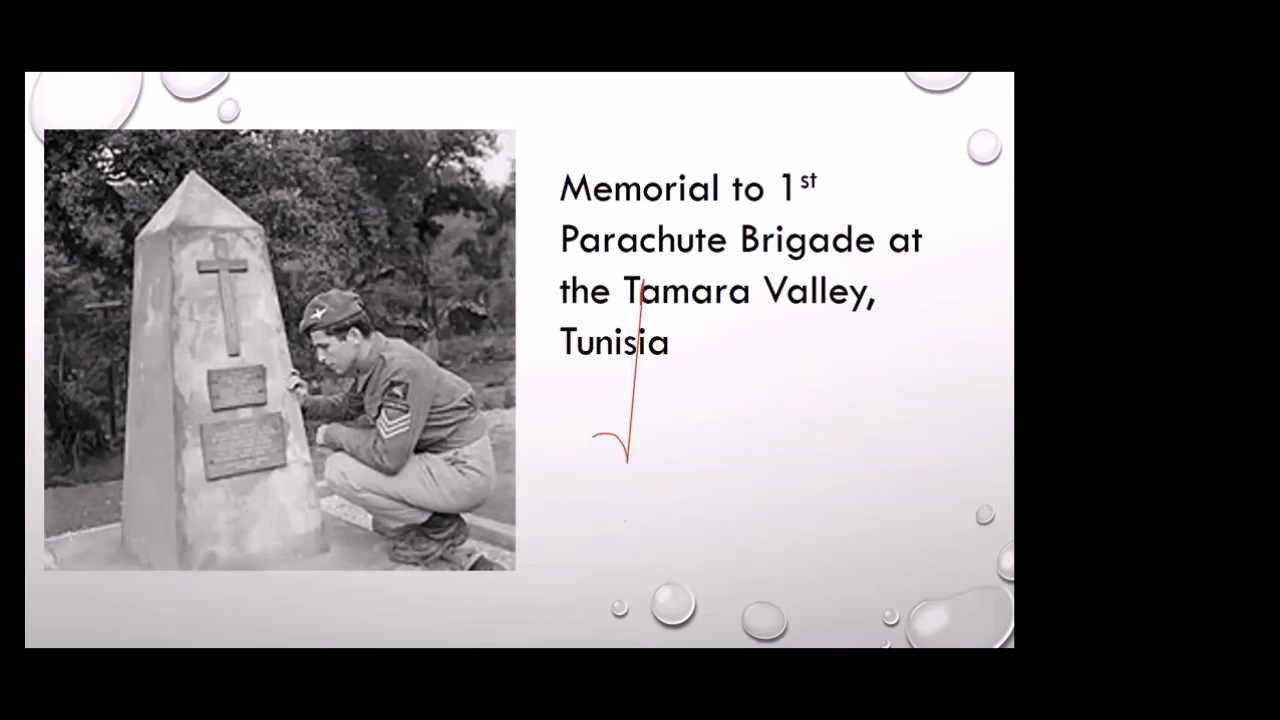 Memorial to 1st
Parachute Brigade at
the Tamara Valley,
Tunisia